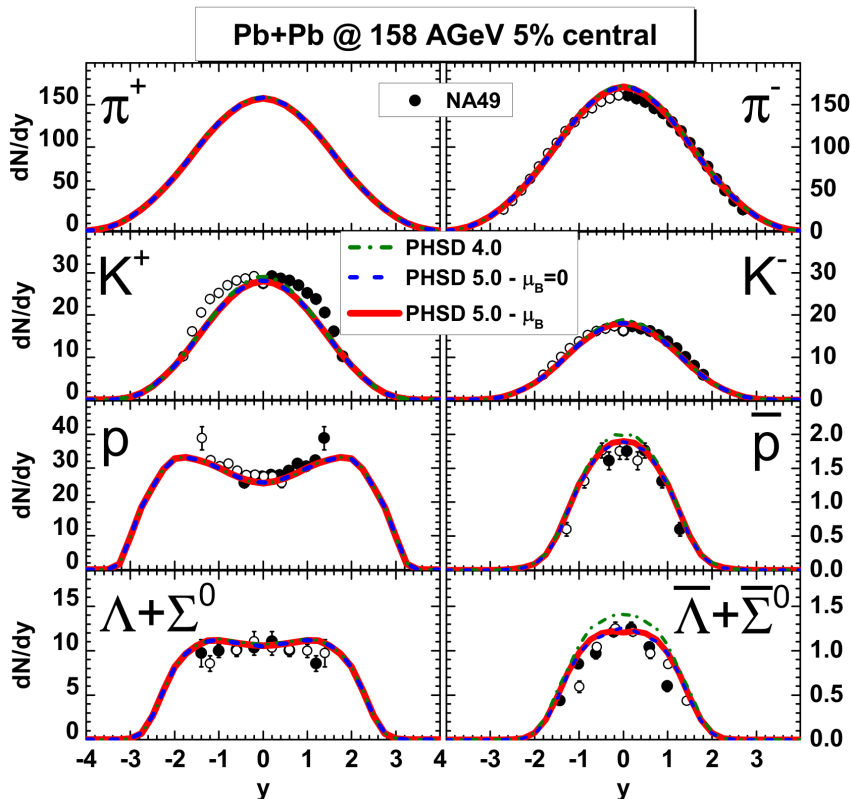 Pb+Pb @ 158 AGeV 5% central
π⁺
NA49
π⁻
dN/dy
150
100
50
0
150
100
50
0
K⁺
PHSD 4.0
PHSD 5.0 - μ_B=0
PHSD 5.0 - μ_B
K⁻
dN/dy
30
20
10
0
30
20
10
0
p
p̅
dN/dy
40
30
20
10
0
2.0
1.5
1.0
0.5
0.0
Λ+Σ⁰
Λ̅+Σ̅⁰
dN/dy
15
10
5
0
1.5
1.0
0.5
0.0
-4 -3 -2 -1 0 1 2 3 4 -3 -2 -1 0 1 2 3
y y